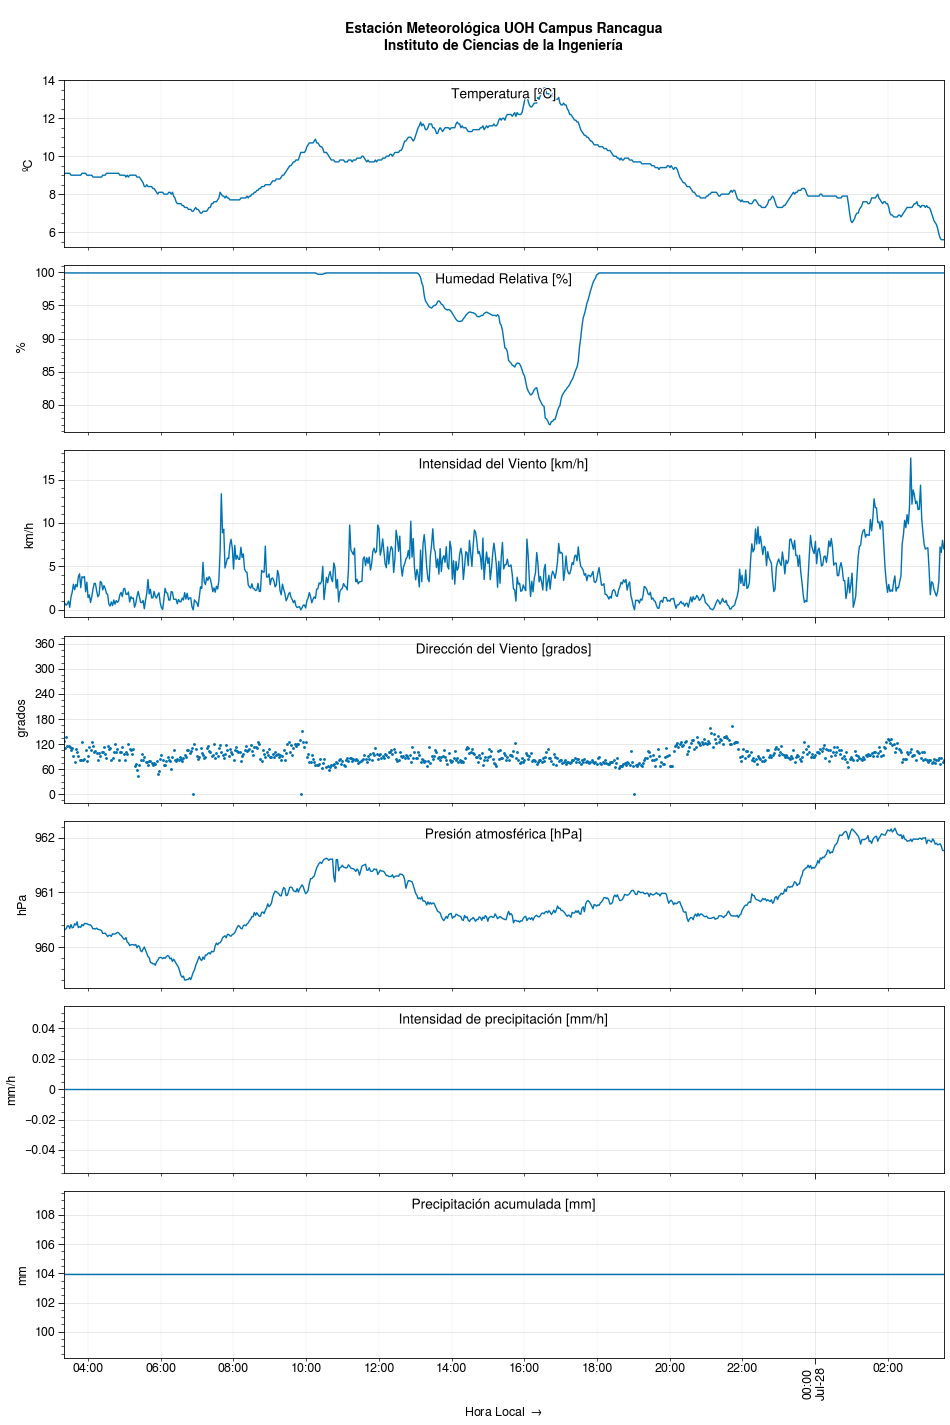 Estación Meteorológica UOH Campus Rancagua
Instituto de Ciencias de la Ingeniería
Temperatura [ºC]
ºC
14
12
10
8
6
Humedad Relativa [%]
%
100
95
90
85
80
Intensidad del Viento [km/h]
km/h
15
10
5
0
Dirección del Viento [grados]
grados
360
300
240
180
120
60
0
Presión atmosférica [hPa]
hPa
962
961
960
Intensidad de precipitación [mm/h]
mm/h
0.04
0.02
0
−0.02
−0.04
Precipitación acumulada [mm]
mm
108
106
104
102
100
04:00 06:00 08:00 10:00 12:00 14:00 16:00 18:00 20:00 22:00 00:00 02:00
Jul-28
Hora Local →